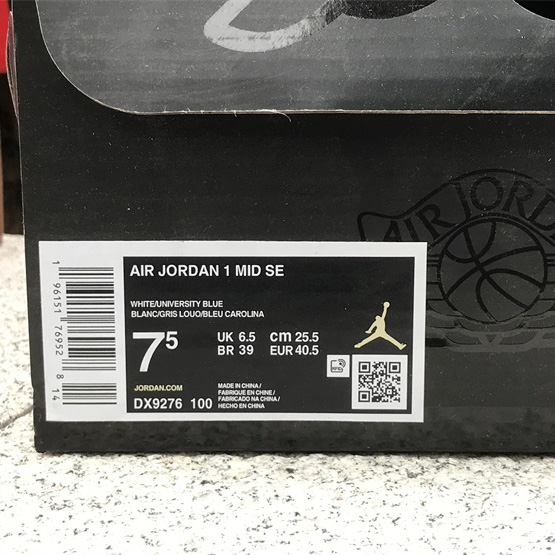 AIR JORDAN
AIR JORDAN 1 MID SE
WHITE/UNIVERSITY BLUE
BLANC/GRIS LOUO/BLEU CAROLINA
7 5
UK 6.5 cm 25.5
BR 39 EUR 40.5
JORDAN.COM
DX9276 100
MADE IN CHINA /
FABRIQUE EN CHINE /
FABRICADO NA CHINA /
HECHO EN CHINA
1 96151 76952 8 14